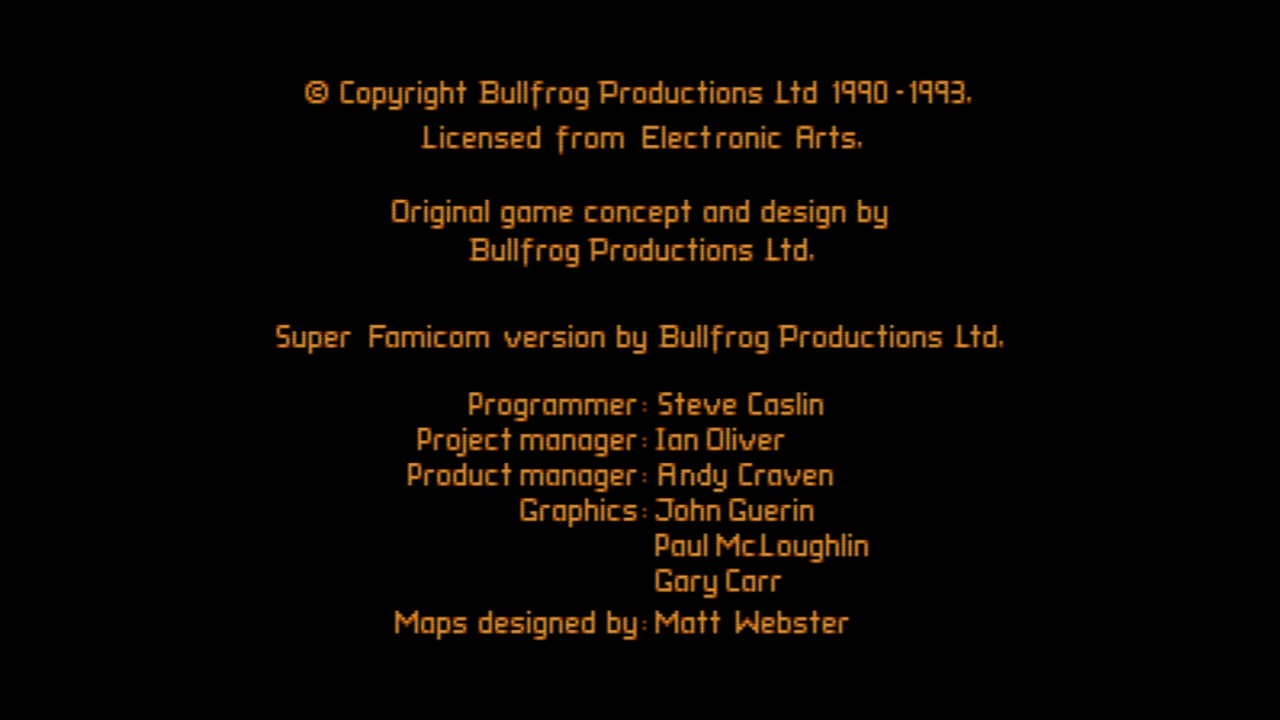 © Copyright Bullfrog Productions Ltd 1990-1993.
Licensed from Electronic Arts.
Original game concept and design by
Bullfrog Productions Ltd.
Super Famicom version by Bullfrog Productions Ltd.
Programmer: Steve Caslin
Project manager: Ian Oliver
Product manager: Andy Craven
Graphics: John Guerin
Paul McLoughlin
Gary Carr
Maps designed by: Matt Webster